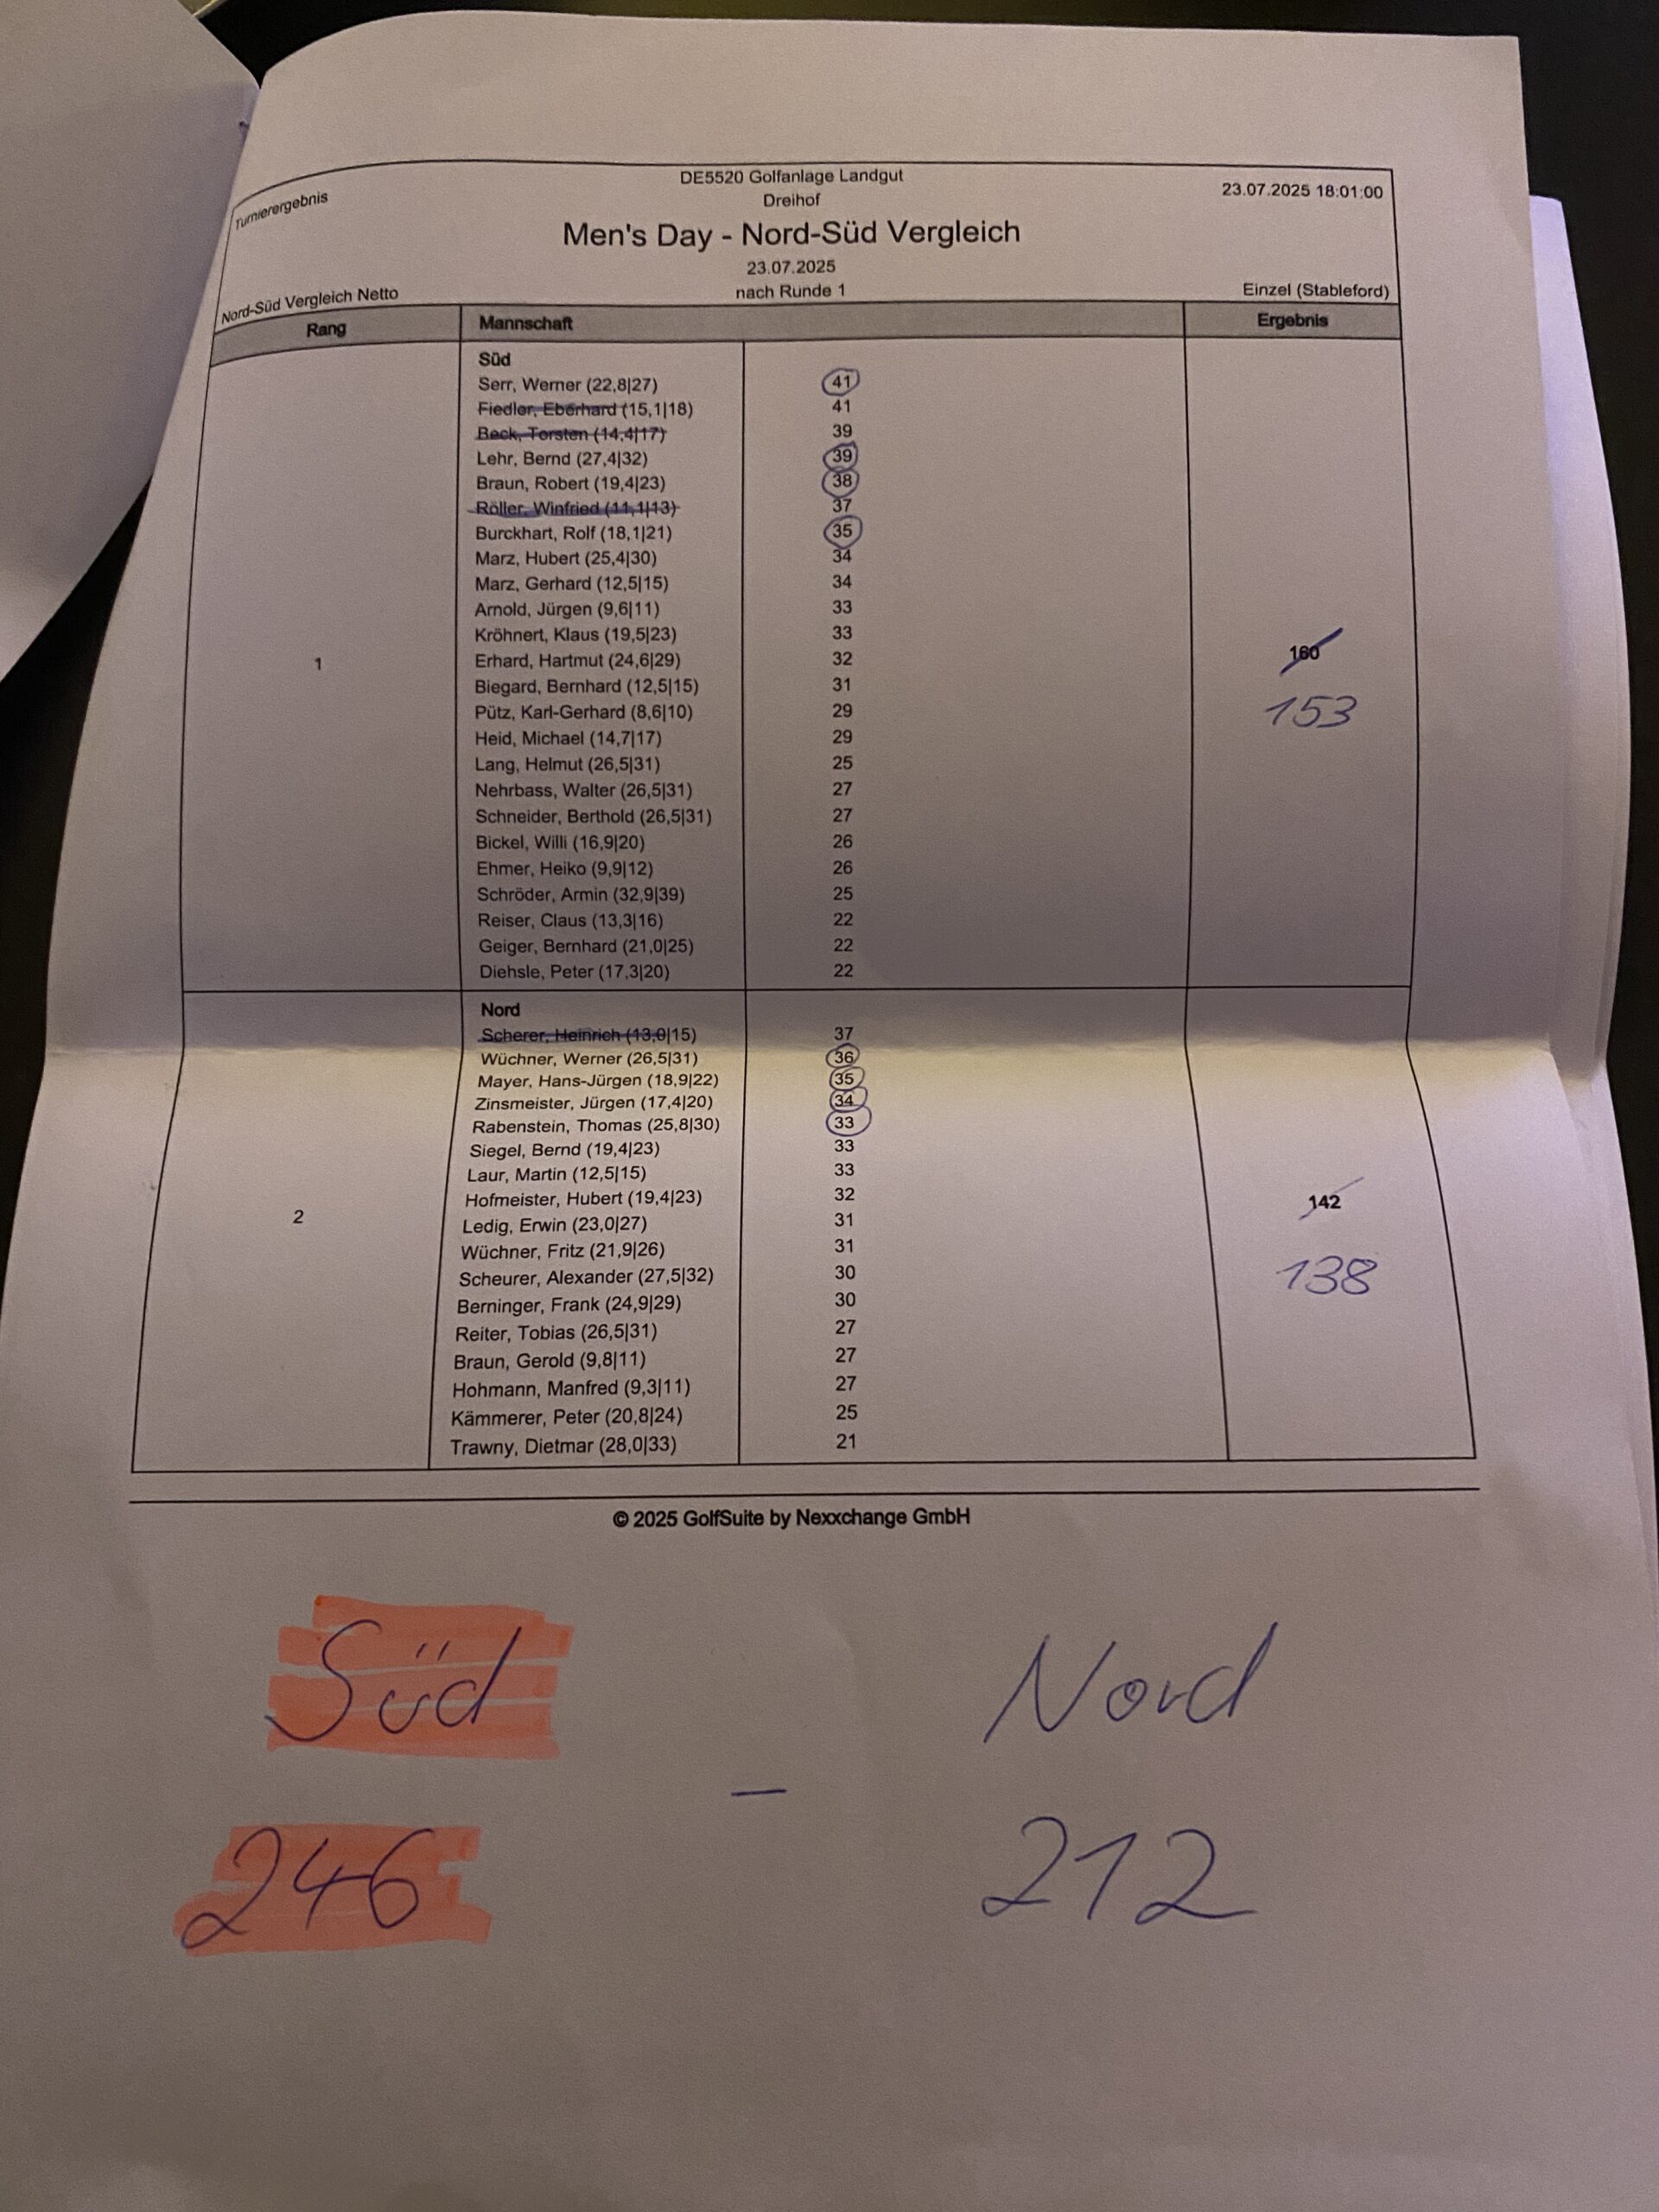 DE5520 Golfanlage Landgut
Dreihof
Turnierergebnis
23.07.2025 18:01:00
Men's Day - Nord-Süd Vergleich
23.07.2025
nach Runde 1
Nord-Süd Vergleich Netto
Einzel (Stableford)
Rang Mannschaft Ergebnis
Süd
Serr, Werner (22,8|27) 41
Fiedler, Eberhard (15,1|18) 41
Beck, Torsten (14,4|17) 39
Lehr, Bernd (27,4|32) 39
Braun, Robert (19,4|23) 38
Röller, Winfried (11,1|13) 37
Burckhart, Rolf (18,1|21) 35
Marz, Hubert (25,4|30) 34
Marz, Gerhard (12,5|15) 34
Arnold, Jürgen (9,6|11) 33
Kröhnert, Klaus (19,5|23) 33
1 Erhard, Hartmut (24,6|29) 32 160
Biegard, Bernhard (12,5|15) 31
Pütz, Karl-Gerhard (8,6|10) 29 153
Heid, Michael (14,7|17) 29
Lang, Helmut (26,5|31) 25
Nehrbass, Walter (26,5|31) 27
Schneider, Berthold (26,5|31) 27
Bickel, Willi (16,9|20) 26
Ehmer, Heiko (9,9|12) 26
Schröder, Armin (32,9|39) 25
Reiser, Claus (13,3|16) 22
Geiger, Bernhard (21,0|25) 22
Diehsle, Peter (17,3|20) 22
Nord
Scherer, Heinrich (13,0|15) 37
Wüchner, Werner (26,5|31) 36
Mayer, Hans-Jürgen (18,9|22) 35
Zinsmeister, Jürgen (17,4|20) 34
Rabenstein, Thomas (25,8|30) 33
Siegel, Bernd (19,4|23) 33
Laur, Martin (12,5|15) 33
Hofmeister, Hubert (19,4|23) 32 142
2 Ledig, Erwin (23,0|27) 31
Wüchner, Fritz (21,9|26) 31
Scheurer, Alexander (27,5|32) 30 138
Berninger, Frank (24,9|29) 30
Reiter, Tobias (26,5|31) 27
Braun, Gerold (9,8|11) 27
Hohmann, Manfred (9,3|11) 27
Kämmerer, Peter (20,8|24) 25
Trawny, Dietmar (28,0|33) 21
© 2025 GolfSuite by Nexxchange GmbH
Süd Nord
246 – 212